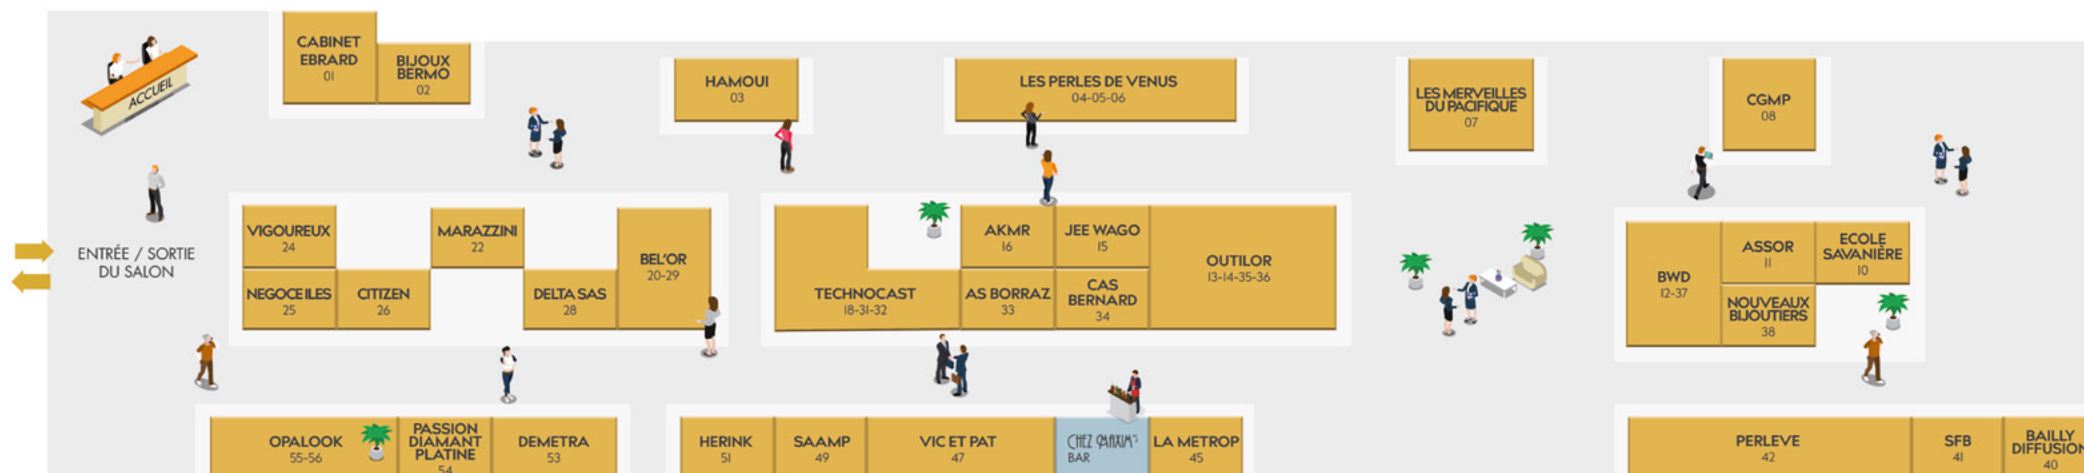 ACCUEIL
CABINET
EBRARD
01
BIJOUX
BERMO
02
HAMOUI
03
LES PERLES DE VENUS
04-05-06
LES MERVEILLES
DU PACIFIQUE
07
CGMP
08
ENTRÉE / SORTIE
DU SALON
VIGOUREUX
24
MARAZZINI
22
BEL'OR
20-29
NEGOCE ILES
25
CITIZEN
26
DELTA SAS
28
AKMR
16
JEE WAGO
15
OUTILOR
13-14-35-36
TECHNOCAST
18-31-32
AS BORRAZ
33
CAS
BERNARD
34
BWD
12-37
ASSOR
11
ECOLE
SAVANIÈRE
10
NOUVEAUX
BIJOUTIERS
38
OPALOOK
55-56
PASSION
DIAMANT
PLATINE
54
DEMETRA
53
HERINK
51
SAAMP
49
VIC ET PAT
47
CHEZ MAXIM'S
BAR
LA METROP
45
PERLEVE
42
SFB
41
BAILLY
DIFFUSION
40